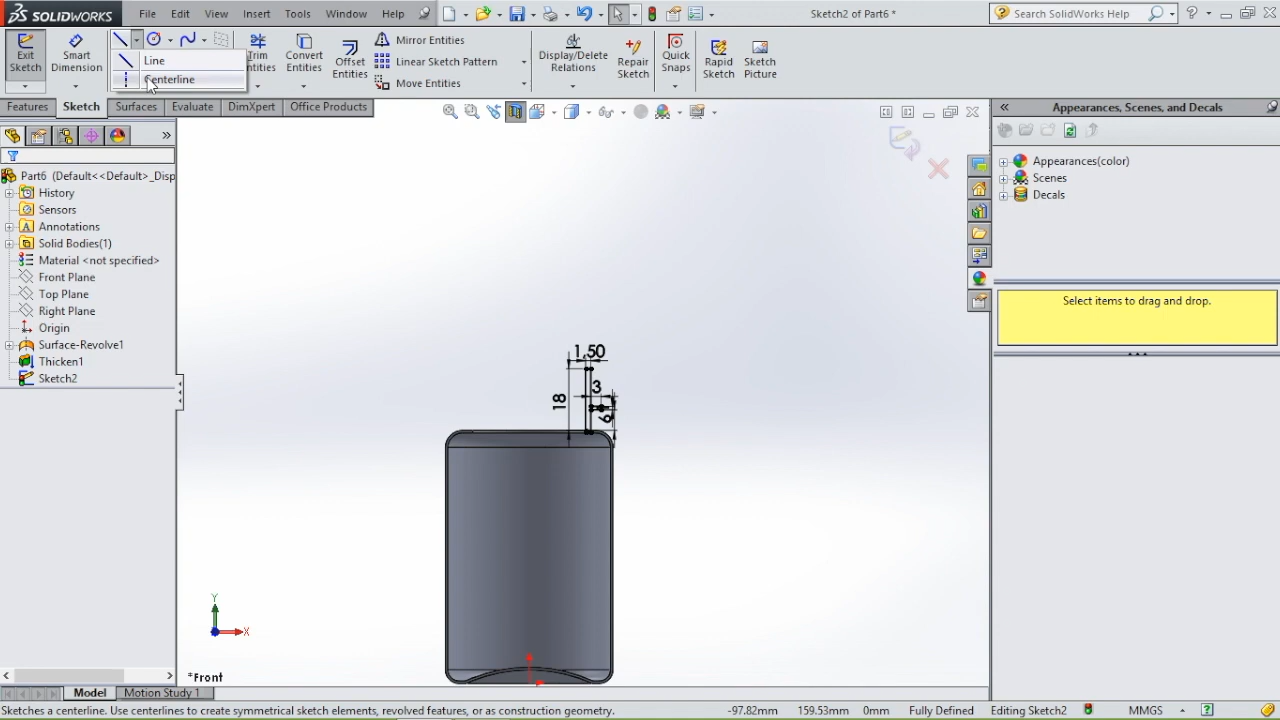 SOLIDWORKS
File Edit View Insert Tools Window Help
Sketch2 of Part6 *
Search SolidWorks Help
Exit Sketch
Smart Dimension
Line
Centerline
Trim Entities
Convert Entities
Offset Entities
Mirror Entities
Linear Sketch Pattern
Move Entities
Display/Delete Relations
Repair Sketch
Quick Snaps
Rapid Sketch
Sketch Picture
Features Sketch Surfaces Evaluate DimXpert Office Products
Appearances, Scenes, and Decals
Part6 (Default<<Default>_Disp
History
Sensors
Annotations
Solid Bodies(1)
Material <not specified>
Front Plane
Top Plane
Right Plane
Origin
Surface-Revolve1
Thicken1
Sketch2
Appearances(color)
Scenes
Decals
Select items to drag and drop.
1.50
3
18
6
Y
X
*Front
Model Motion Study 1
Sketches a centerline. Use centerlines to create symmetrical sketch elements, revolved features, or as construction geometry.
-97.82mm 159.53mm 0mm Fully Defined Editing Sketch2 MMGS